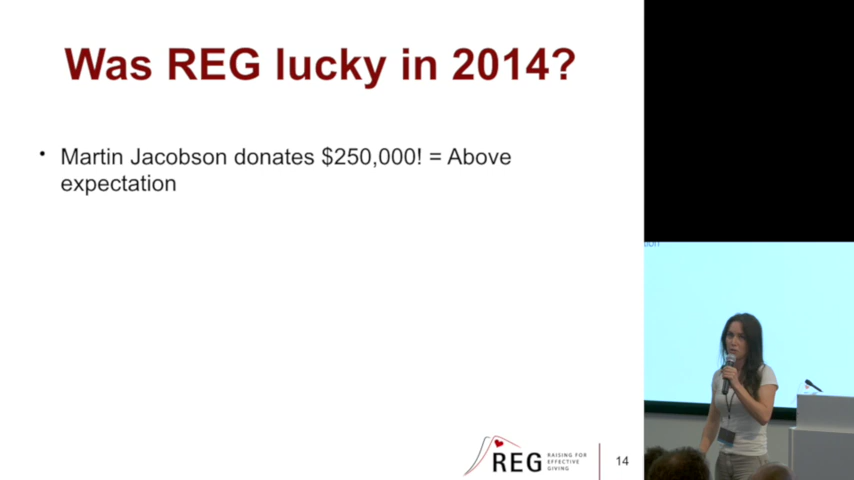 Was REG lucky in 2014?
• Martin Jacobson donates $250,000! = Above
expectation
REG
RAISING FOR
EFFECTIVE
GIVING
14